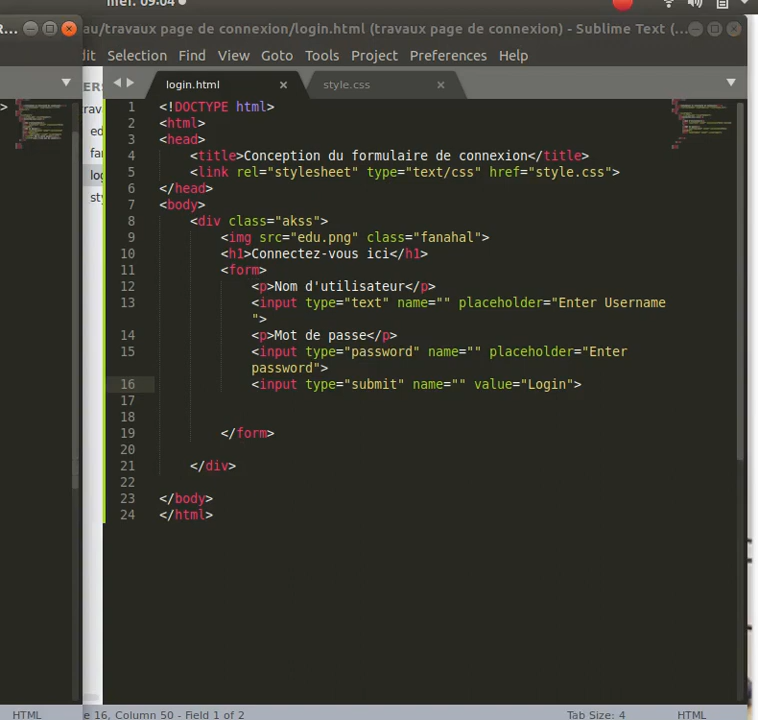 mer. 09:04
au/travaux page de connexion/login.html (travaux page de connexion) - Sublime Text (...
dit Selection Find View Goto Tools Project Preferences Help
login.html × style.css ×
1 <!DOCTYPE html>
2 <html>
3 <head>
4 <title>Conception du formulaire de connexion</title>
5 <link rel="stylesheet" type="text/css" href="style.css">
6 </head>
7 <body>
8 <div class="akss">
9 <img src="edu.png" class="fanahal">
10 <h1>Connectez-vous ici</h1>
11 <form>
12 <p>Nom d'utilisateur</p>
13 <input type="text" name="" placeholder="Enter Username
">
14 <p>Mot de passe</p>
15 <input type="password" name="" placeholder="Enter
password">
16 <input type="submit" name="" value="Login">
17
18
19 </form>
20
21 </div>
22
23 </body>
24 </html>
HTML e 16, Column 50 - Field 1 of 2 Tab Size: 4 HTML